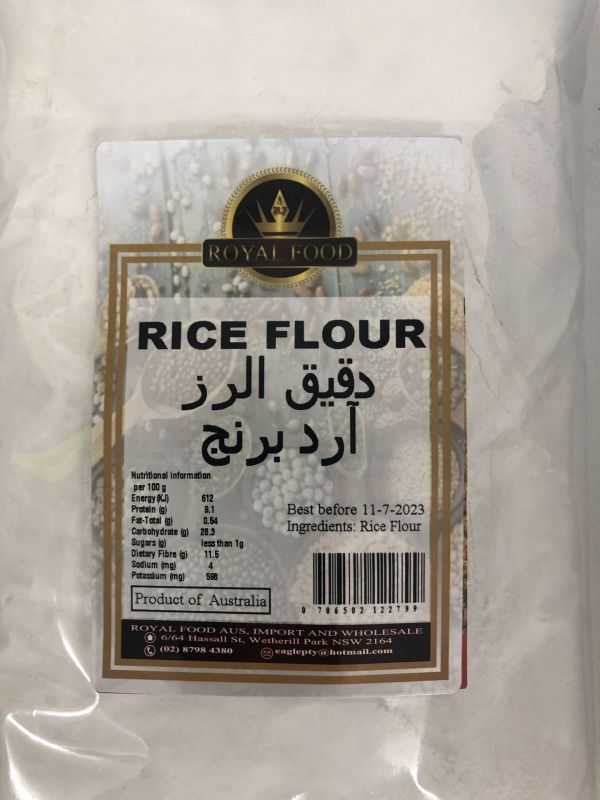 ROYAL FOOD
RICE FLOUR
دقيق الرز
آرد برنج
Nutritional information
per 100 g
Energy (KJ) 612
Protein (g) 9.1
Fat-Total (g) 0.54
Carbohydrate (g) 28.3
Sugars (g) less than 1g
Dietary Fibre (g) 11.5
Sodium (mg) 4
Potassium (mg) 598
Best before 11-7-2023
Ingredients: Rice Flour
0 706502 122799
Product of Australia
ROYAL FOOD AUS, IMPORT AND WHOLESALE
6/64 Hassall St, Wetherill Park NSW 2164
(02) 8798 4380 eaglepty@hotmail.com